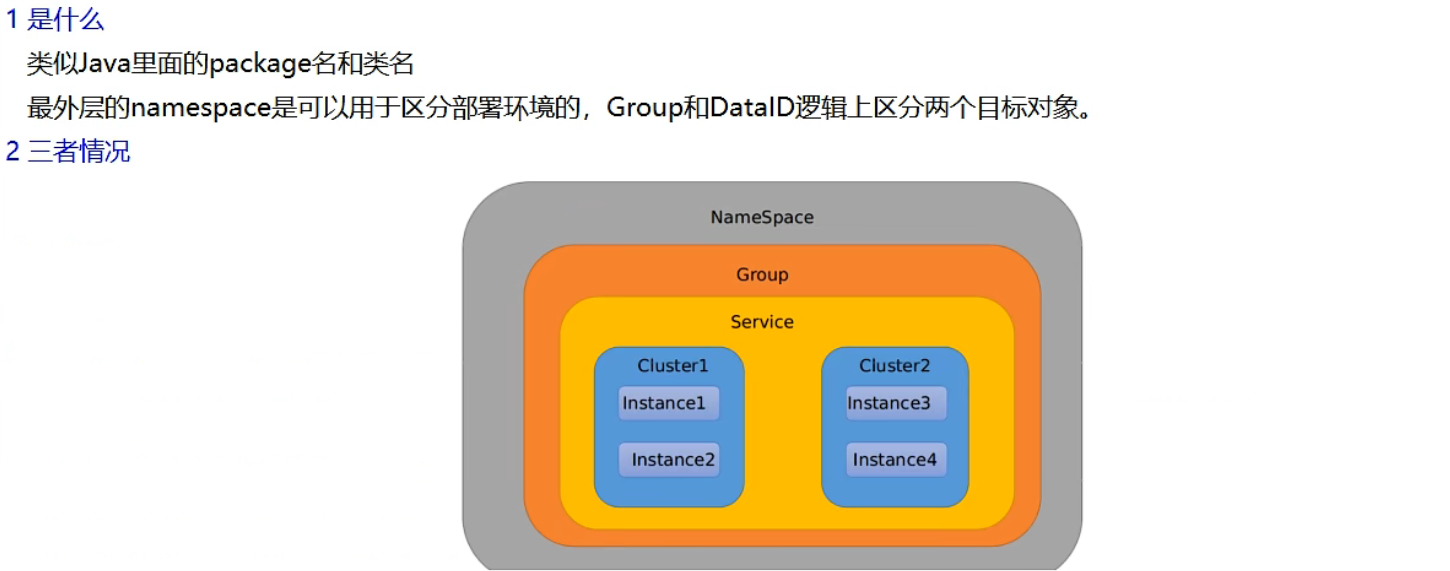 1 是什么
类似Java里面的package名和类名
最外层的namespace是可以用于区分部署环境的，Group和DataID逻辑上区分两个目标对象。
2 三者情况
NameSpace
Group
Service
Cluster1 Cluster2
Instance1 Instance3
Instance2 Instance4